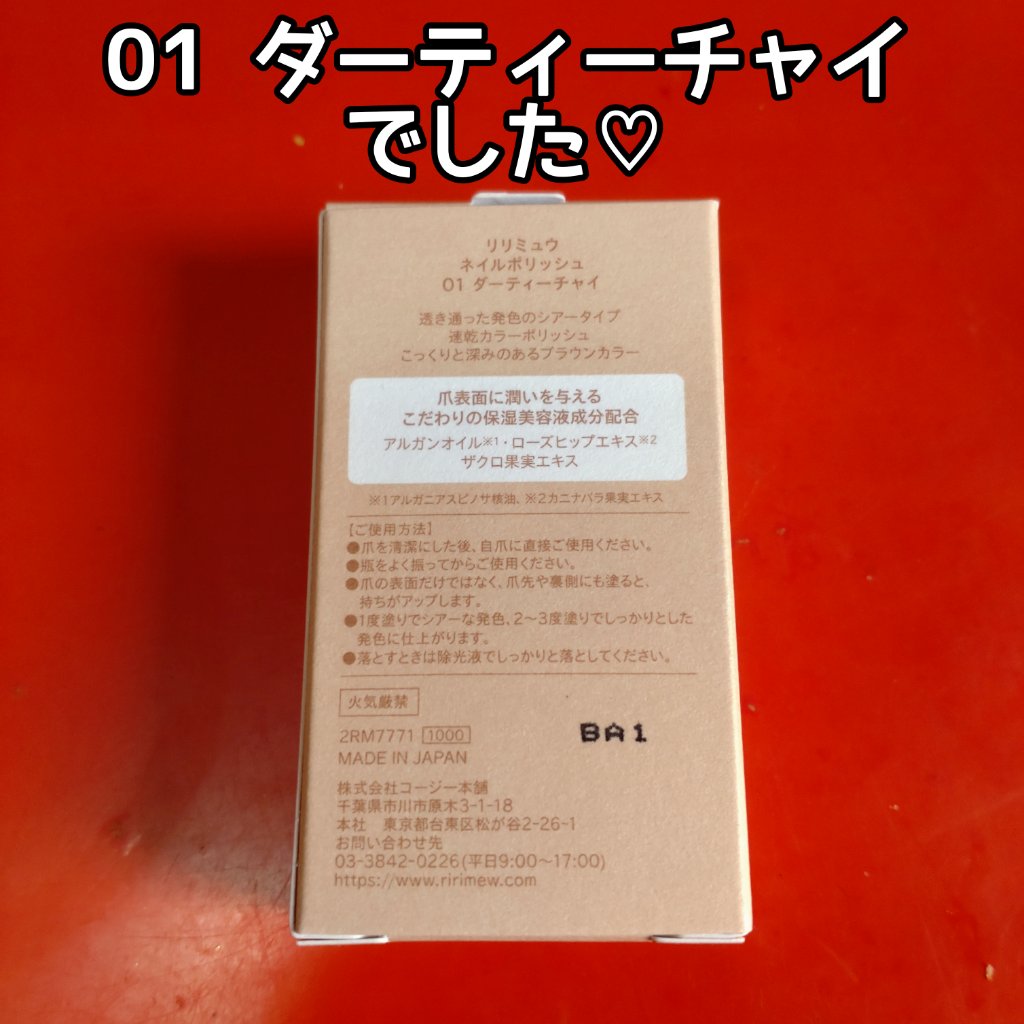 01 ダーティーチャイ
でした♡
リリミュウ
ネイルポリッシュ
01 ダーティーチャイ
透き通った発色のシアータイプ
速乾カラーポリッシュ
こっくりと深みのあるブラウンカラー
爪表面に潤いを与える
こだわりの保湿美容液成分配合
アルガンオイル※1・ローズヒップエキス※2
ザクロ果実エキス
※1アルガニアスピノサ核油、※2カニナバラ果実エキス
【ご使用方法】
●爪を清潔にした後、自爪に直接ご使用ください。
●瓶をよく振ってからご使用ください。
●爪の表面だけではなく、爪先や裏側にも塗ると、
持ちがアップします。
●1度塗りでシアーな発色、2〜3度塗りでしっかりとした
発色に仕上がります。
●落とすときは除光液でしっかりと落としてください。
火気厳禁
2RM7771 1000
BA1
MADE IN JAPAN
株式会社コージー本舗
千葉県市川市原木3-1-18
本社 東京都台東区松が谷2-26-1
お問い合わせ先
03-3842-0226(平日9:00〜17:00)
https://www.ririmew.com